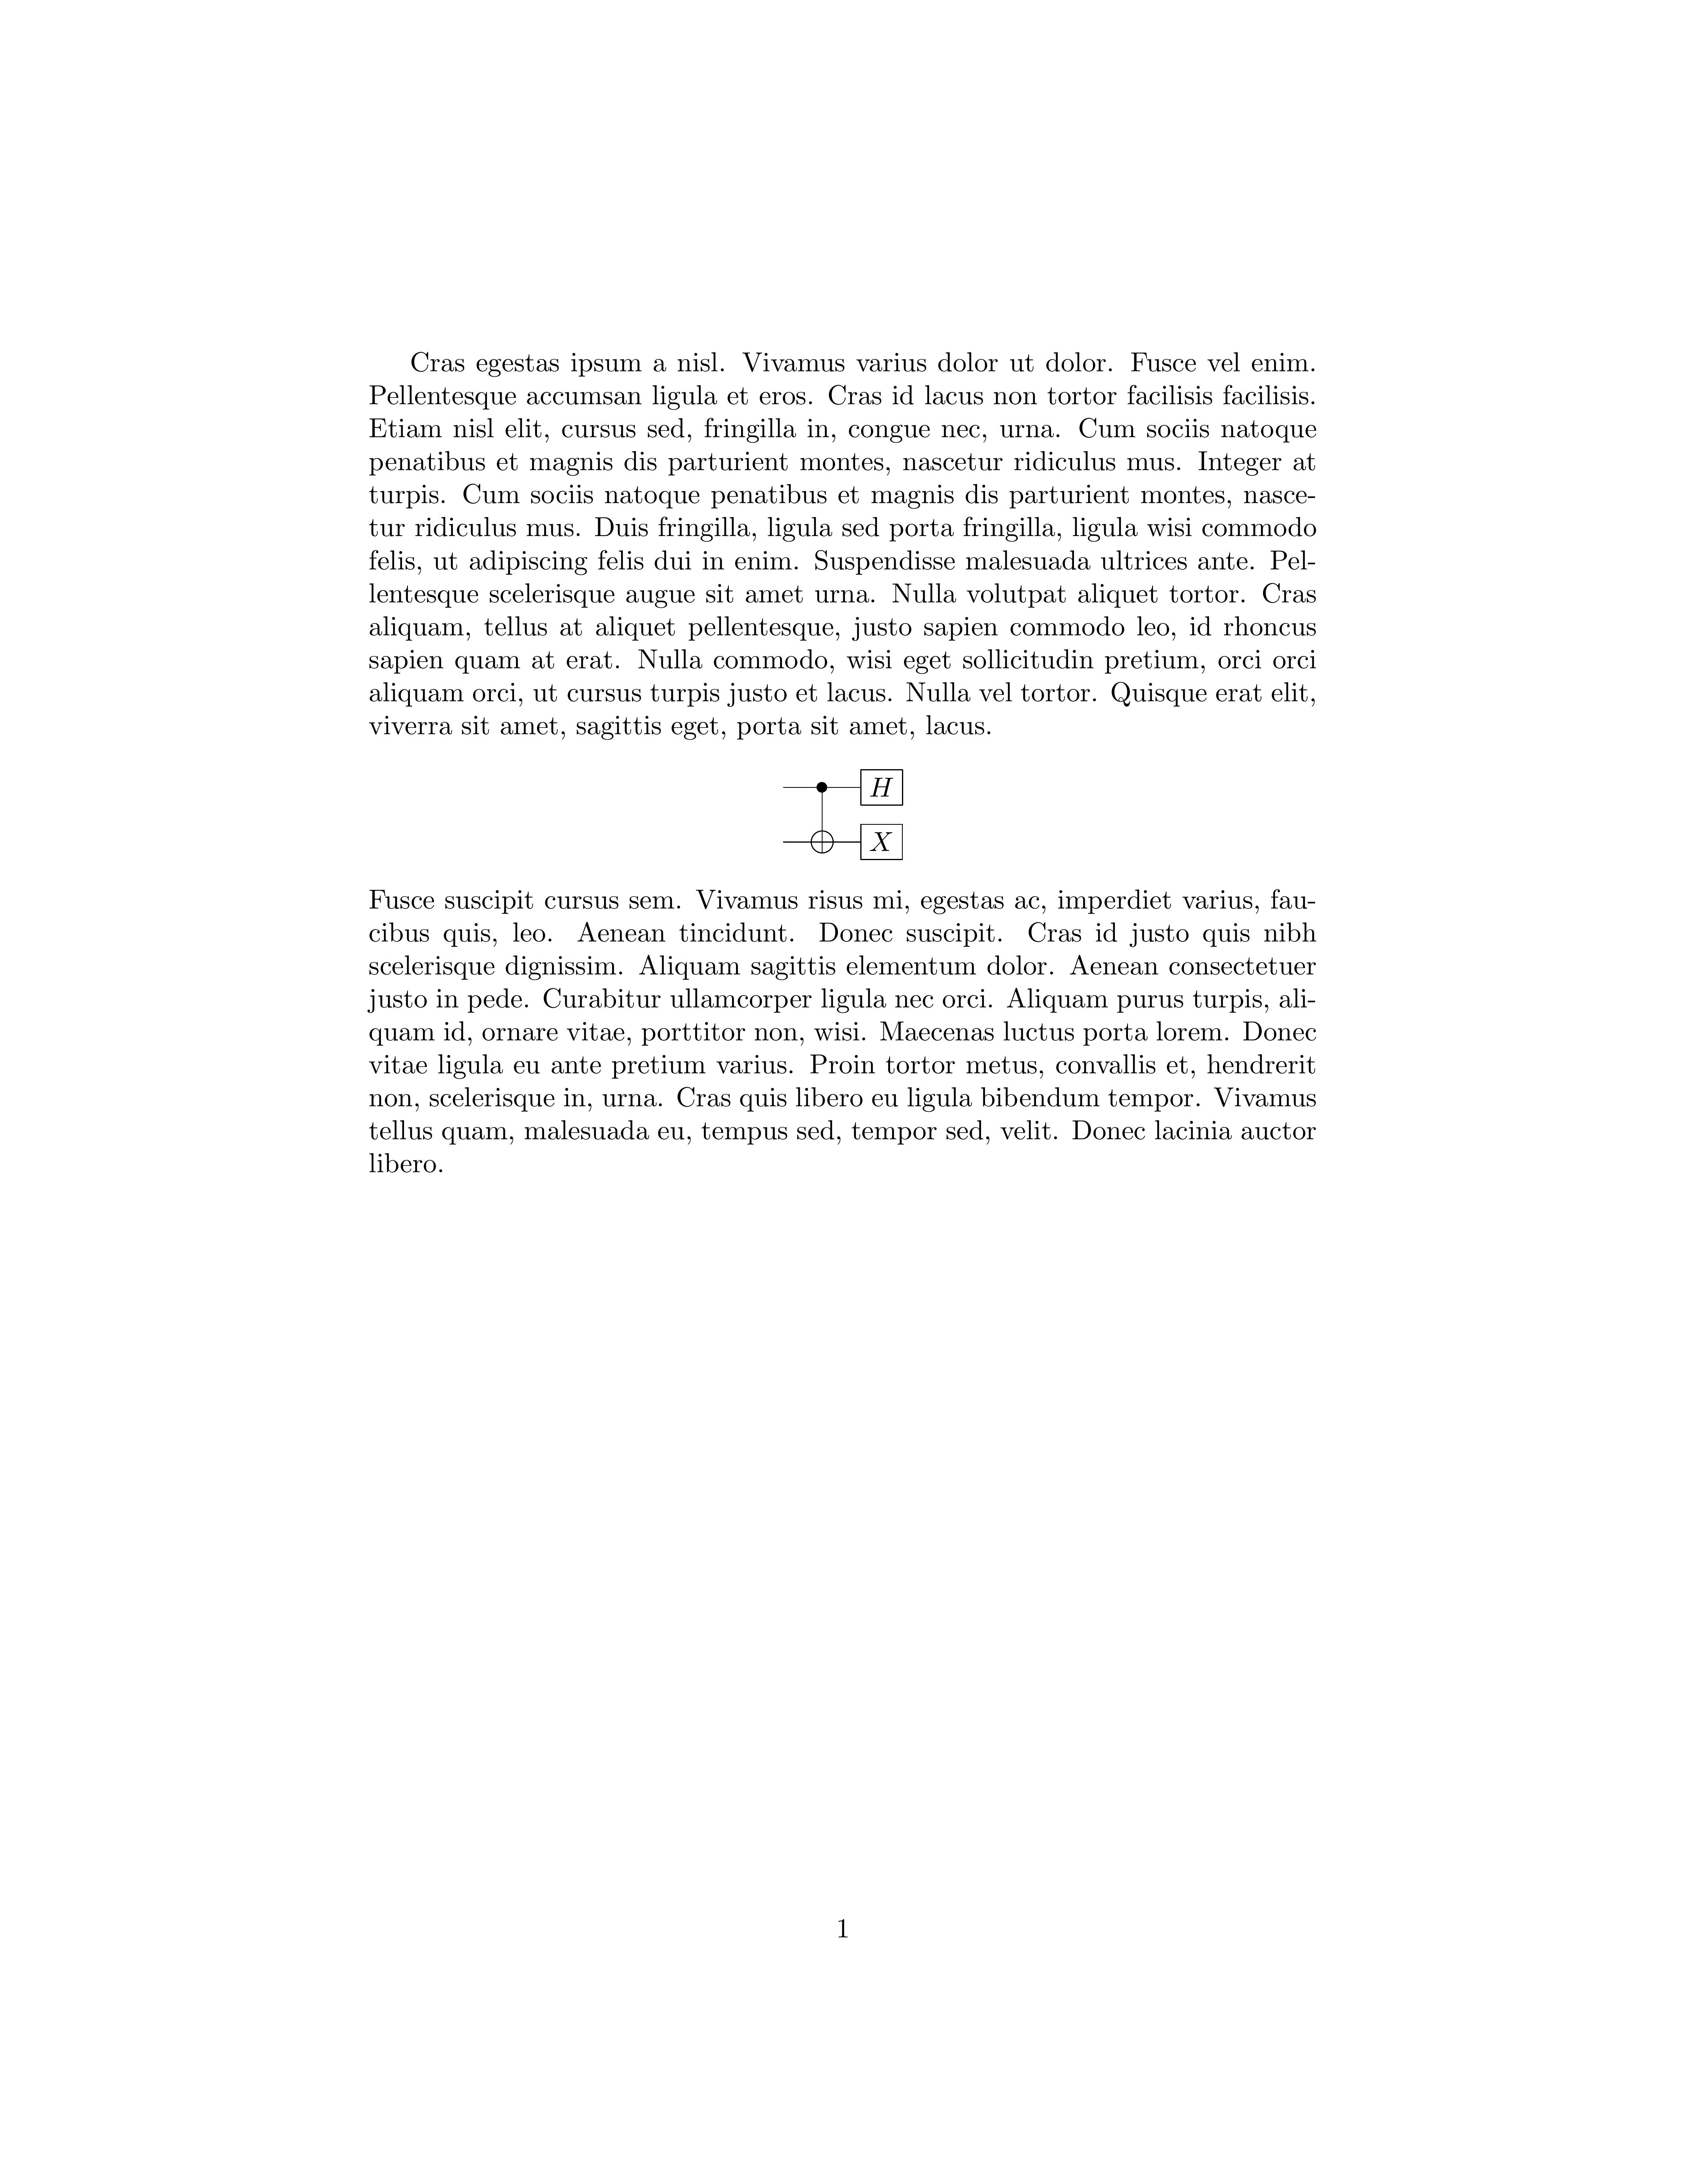 Cras egestas ipsum a nisl. Vivamus varius dolor ut dolor. Fusce vel enim.
Pellentesque accumsan ligula et eros. Cras id lacus non tortor facilisis facilisis.
Etiam nisl elit, cursus sed, fringilla in, congue nec, urna. Cum sociis natoque
penatibus et magnis dis parturient montes, nascetur ridiculus mus. Integer at
turpis. Cum sociis natoque penatibus et magnis dis parturient montes, nasce-
tur ridiculus mus. Duis fringilla, ligula sed porta fringilla, ligula wisi commodo
felis, ut adipiscing felis dui in enim. Suspendisse malesuada ultrices ante. Pel-
lentesque scelerisque augue sit amet urna. Nulla volutpat aliquet tortor. Cras
aliquam, tellus at aliquet pellentesque, justo sapien commodo leo, id rhoncus
sapien quam at erat. Nulla commodo, wisi eget sollicitudin pretium, orci orci
aliquam orci, ut cursus turpis justo et lacus. Nulla vel tortor. Quisque erat elit,
viverra sit amet, sagittis eget, porta sit amet, lacus.
H
X
Fusce suscipit cursus sem. Vivamus risus mi, egestas ac, imperdiet varius, fau-
cibus quis, leo. Aenean tincidunt. Donec suscipit. Cras id justo quis nibh
scelerisque dignissim. Aliquam sagittis elementum dolor. Aenean consectetuer
justo in pede. Curabitur ullamcorper ligula nec orci. Aliquam purus turpis, ali-
quam id, ornare vitae, porttitor non, wisi. Maecenas luctus porta lorem. Donec
vitae ligula eu ante pretium varius. Proin tortor metus, convallis et, hendrerit
non, scelerisque in, urna. Cras quis libero eu ligula bibendum tempor. Vivamus
tellus quam, malesuada eu, tempus sed, tempor sed, velit. Donec lacinia auctor
libero.
1